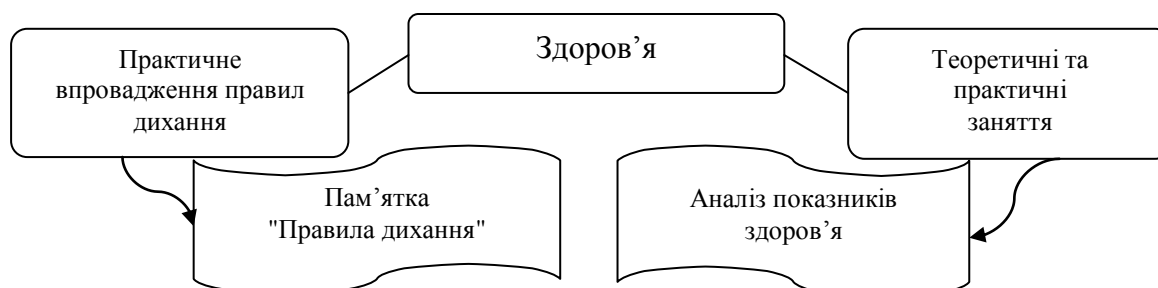 Здоров’я
Практичне
впровадження правил
дихання
Теоретичні та
практичні
заняття
Пам’ятка
"Правила дихання"
Аналіз показників
здоров’я